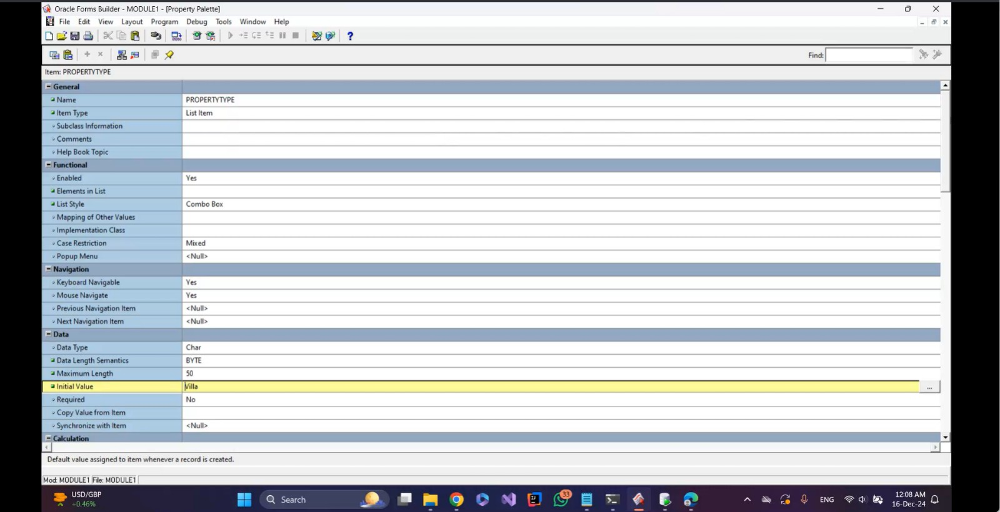 Oracle Forms Builder - MODULE1 - [Property Palette]
File Edit View Layout Program Debug Tools Window Help
Find:
Item: PROPERTYTYPE
General
Name PROPERTYTYPE
Item Type List Item
Subclass Information
Comments
Help Book Topic
Functional
Enabled Yes
Elements in List
List Style Combo Box
Mapping of Other Values
Implementation Class
Case Restriction Mixed
Popup Menu <Null>
Navigation
Keyboard Navigable Yes
Mouse Navigate Yes
Previous Navigation Item <Null>
Next Navigation Item <Null>
Data
Data Type Char
Data Length Semantics BYTE
Maximum Length 50
Initial Value Villa ...
Required No
Copy Value from Item
Synchronize with Item <Null>
Calculation
Default value assigned to item whenever a record is created.
Mod: MODULE1 File: MODULE1
USD/GBP
+0.46%
Search
33
ENG
12:08 AM
16-Dec-24